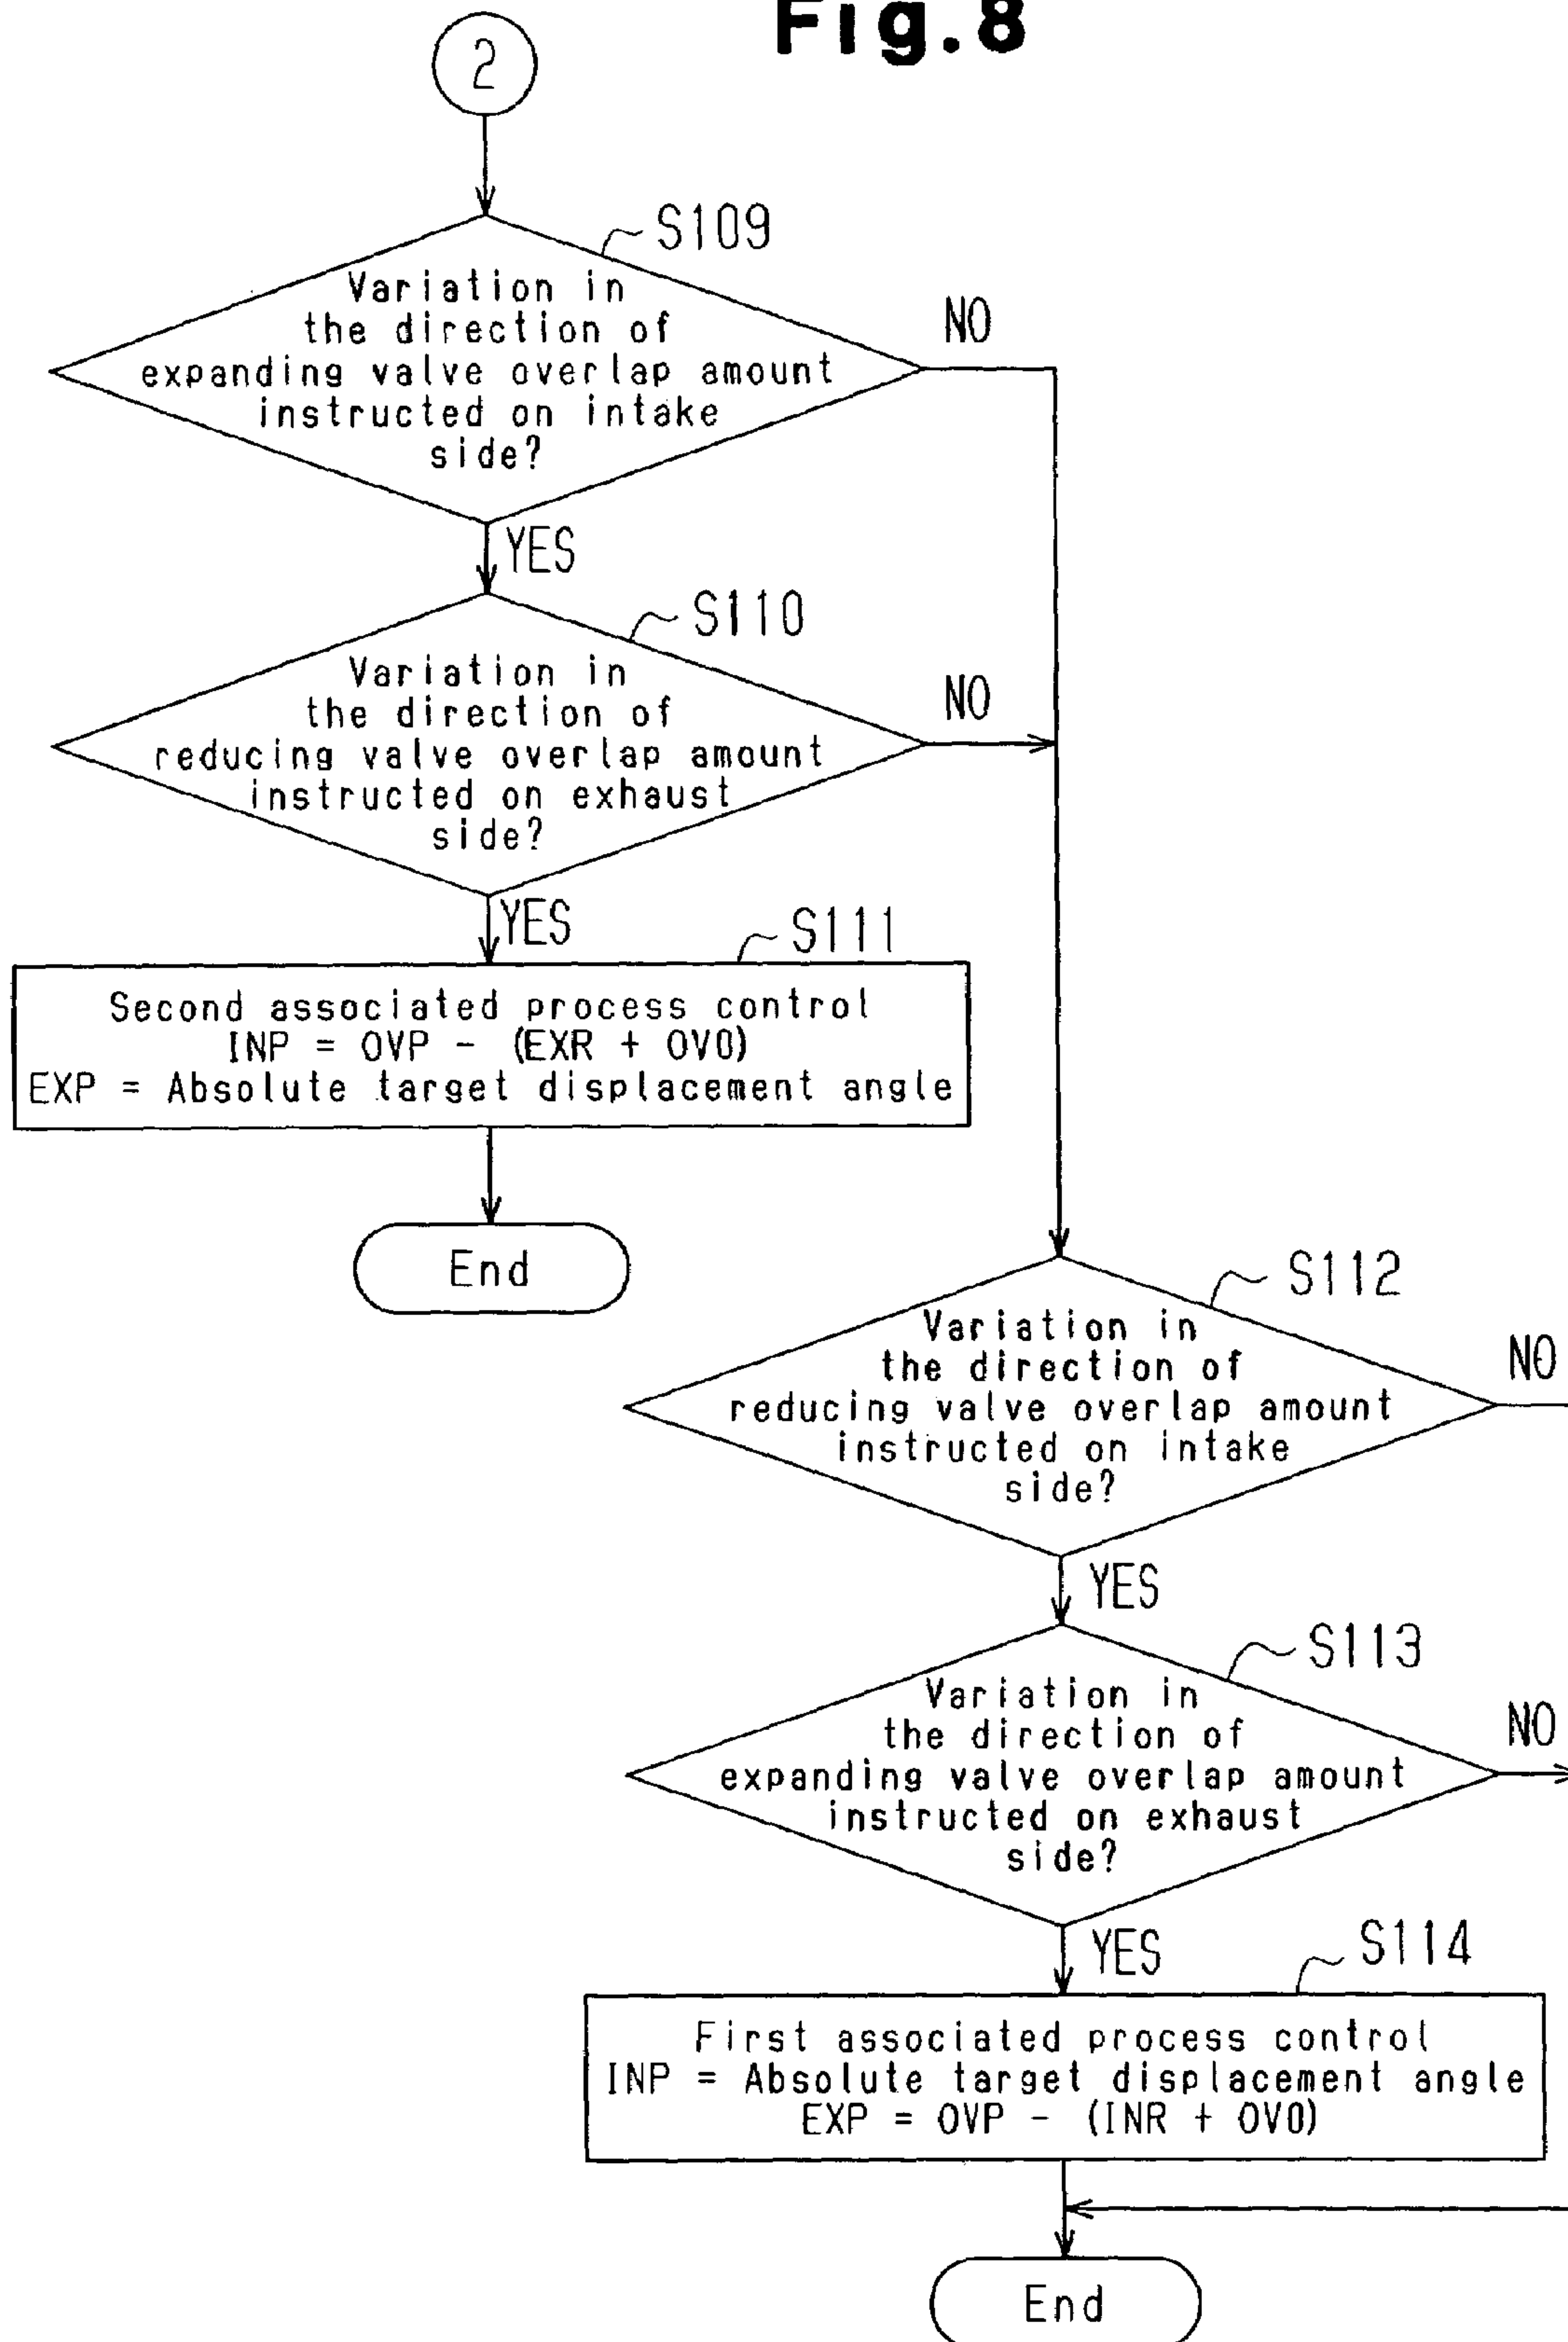 Fig.8
2
S109
Variation in
the direction of
expanding valve overlap amount
instructed on intake
side?
NO
YES
S110
Variation in
the direction of
reducing valve overlap amount
instructed on exhaust
side?
NO
YES
S111
Second associated process control
INP = OVP - (EXR + OVO)
EXP = Absolute target displacement angle
End
S112
Variation in
the direction of
reducing valve overlap amount
instructed on intake
side?
NO
YES
S113
Variation in
the direction of
expanding valve overlap amount
instructed on exhaust
side?
NO
YES
S114
First associated process control
INP = Absolute target displacement angle
EXP = OVP - (INR + OVO)
End